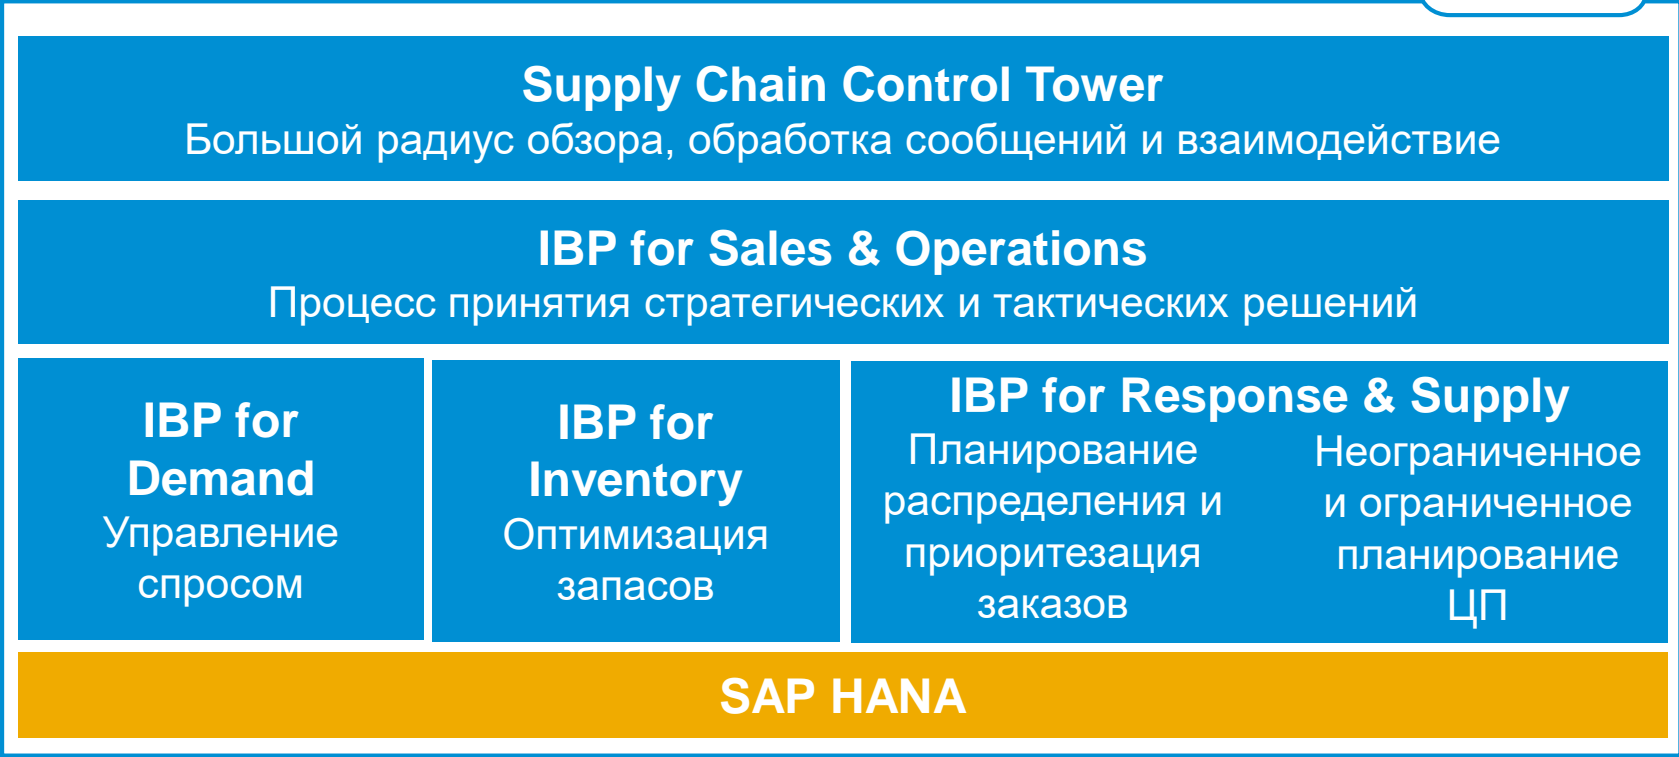 Supply Chain Control Tower
Большой радиус обзора, обработка сообщений и взаимодействие
IBP for Sales & Operations
Процесс принятия стратегических и тактических решений
IBP for
Demand
Управление
спросом
IBP for
Inventory
Оптимизация
запасов
IBP for Response & Supply
Планирование
распределения и
приоритезация
заказов
Неограниченное
и ограниченное
планирование
ЦП
SAP HANA